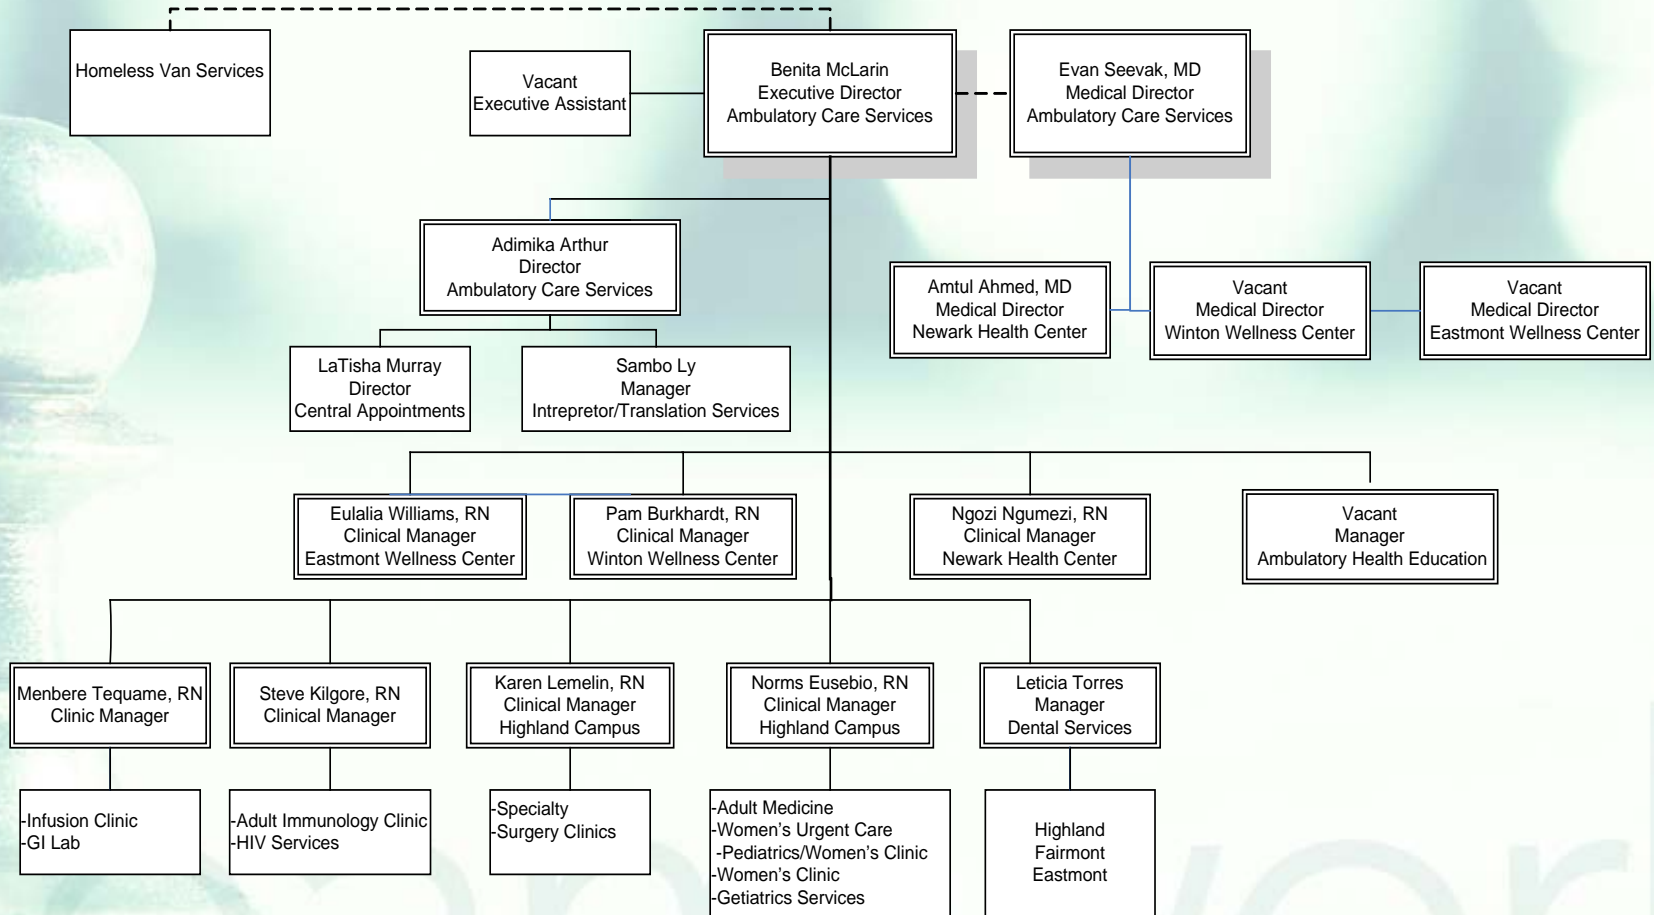 Homeless Van Services
Vacant
Executive Assistant
Benita McLarin
Executive Director
Ambulatory Care Services
Evan Seevak, MD
Medical Director
Ambulatory Care Services
Adimika Arthur
Director
Ambulatory Care Services
Amtul Ahmed, MD
Medical Director
Newark Health Center
Vacant
Medical Director
Winton Wellness Center
Vacant
Medical Director
Eastmont Wellness Center
LaTisha Murray
Director
Central Appointments
Sambo Ly
Manager
Intrepretor/Translation Services
Eulalia Williams, RN
Clinical Manager
Eastmont Wellness Center
Pam Burkhardt, RN
Clinical Manager
Winton Wellness Center
Ngozi Ngumezi, RN
Clinical Manager
Newark Health Center
Vacant
Manager
Ambulatory Health Education
Menbere Tequame, RN
Clinic Manager
Steve Kilgore, RN
Clinical Manager
Karen Lemelin, RN
Clinical Manager
Highland Campus
Norms Eusebio, RN
Clinical Manager
Highland Campus
Leticia Torres
Manager
Dental Services
-Infusion Clinic
-GI Lab
-Adult Immunology Clinic
-HIV Services
-Specialty
-Surgery Clinics
-Adult Medicine
-Women's Urgent Care
-Pediatrics/Women's Clinic
-Women's Clinic
-Getiatrics Services
Highland
Fairmont
Eastmont